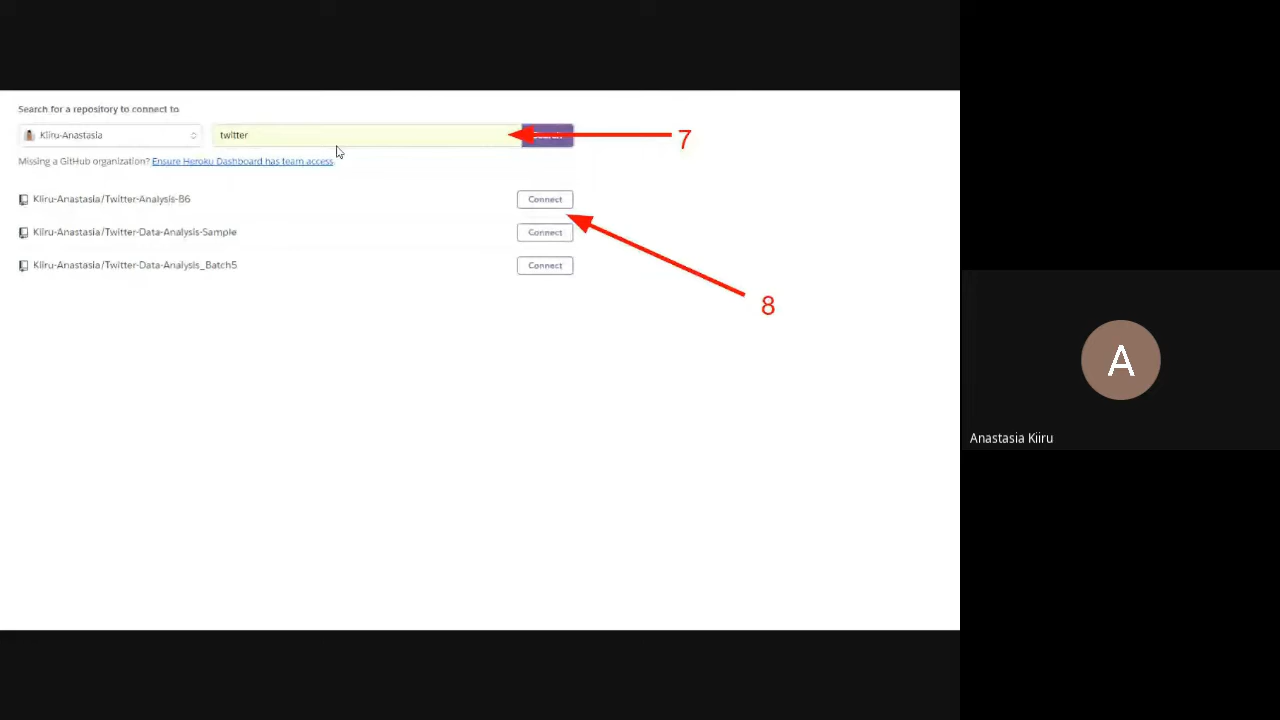 Search for a repository to connect to
Kiiru-Anastasia
twitter
Search
7
Missing a GitHub organization? Ensure Heroku Dashboard has team access.
Kiiru-Anastasia/Twitter-Analysis-B6
Connect
8
Kiiru-Anastasia/Twitter-Data-Analysis-Sample
Connect
Kiiru-Anastasia/Twitter-Data-Analysis_Batch5
Connect
A
Anastasia Kiiru